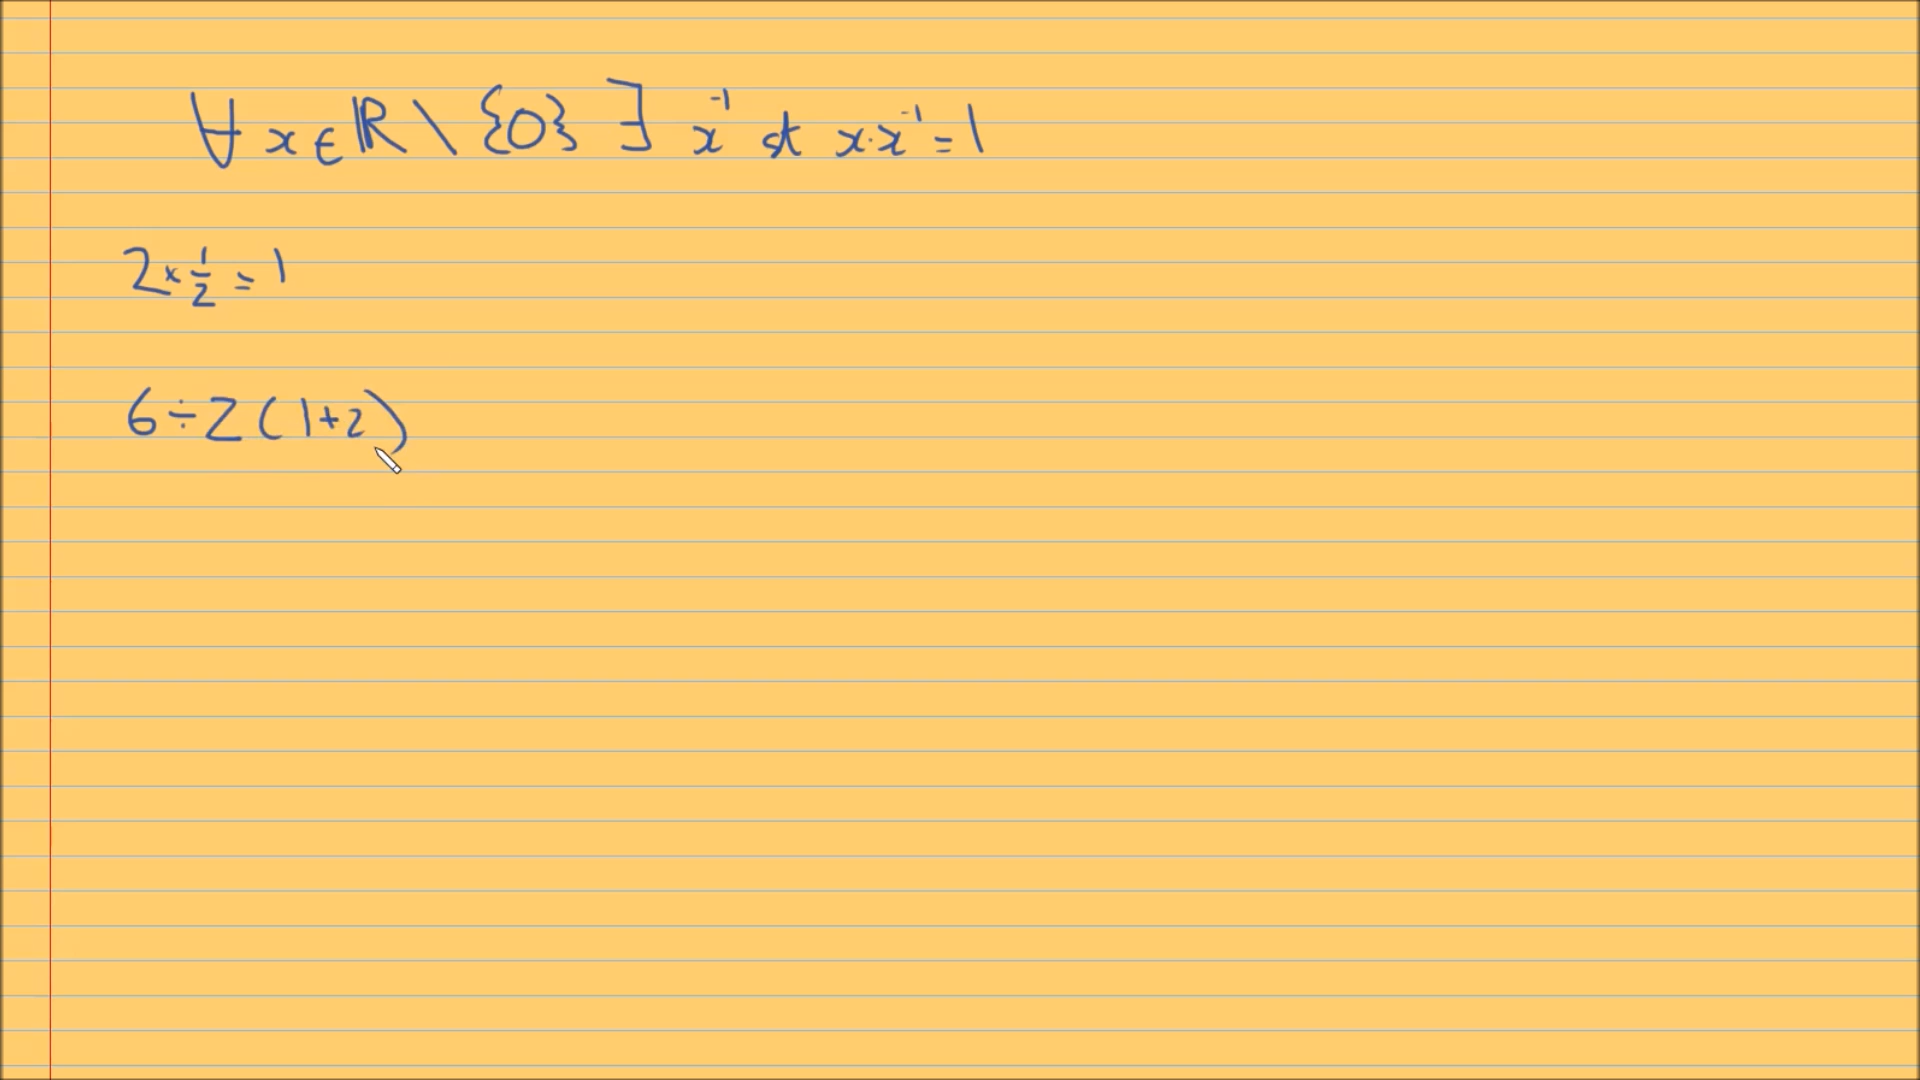 ∀ x ∈ ℝ \ {0} ∃ x⁻¹ st x·x⁻¹ = 1
2 × 1/2 = 1
6 ÷ 2 (1+2)